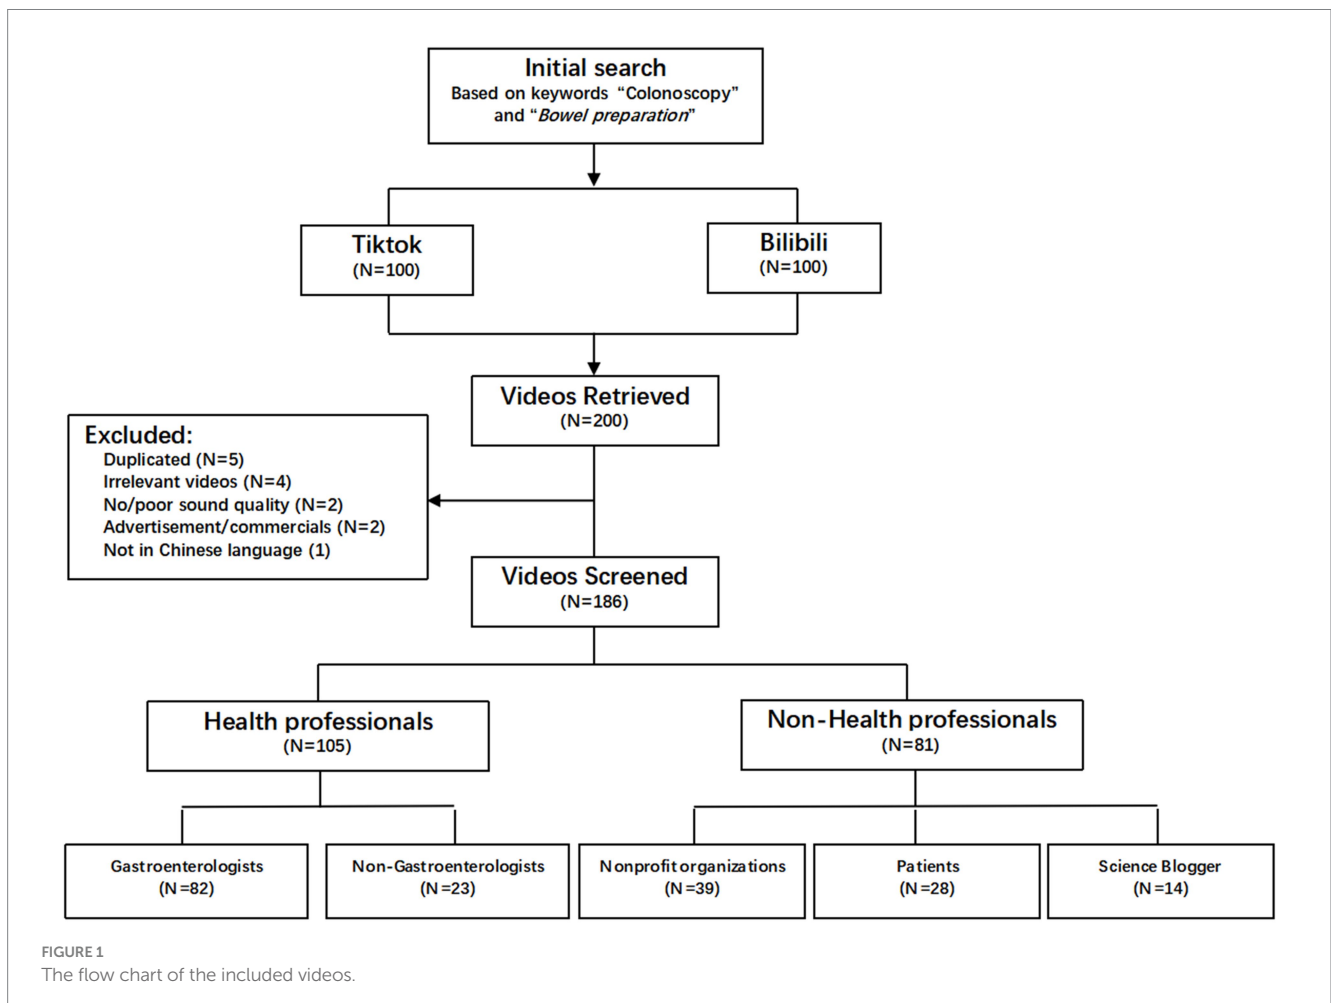 Initial search
Based on keywords “Colonoscopy”
and “Bowel preparation”
Tiktok
(N=100)
Bilibili
(N=100)
Videos Retrieved
(N=200)
Excluded:
Duplicated (N=5)
Irrelevant videos (N=4)
No/poor sound quality (N=2)
Advertisement/commercials (N=2)
Not in Chinese language (1)
Videos Screened
(N=186)
Health professionals
(N=105)
Non-Health professionals
(N=81)
Gastroenterologists
(N=82)
Non-Gastroenterologists
(N=23)
Nonprofit organizations
(N=39)
Patients
(N=28)
Science Blogger
(N=14)
FIGURE 1
The flow chart of the included videos.